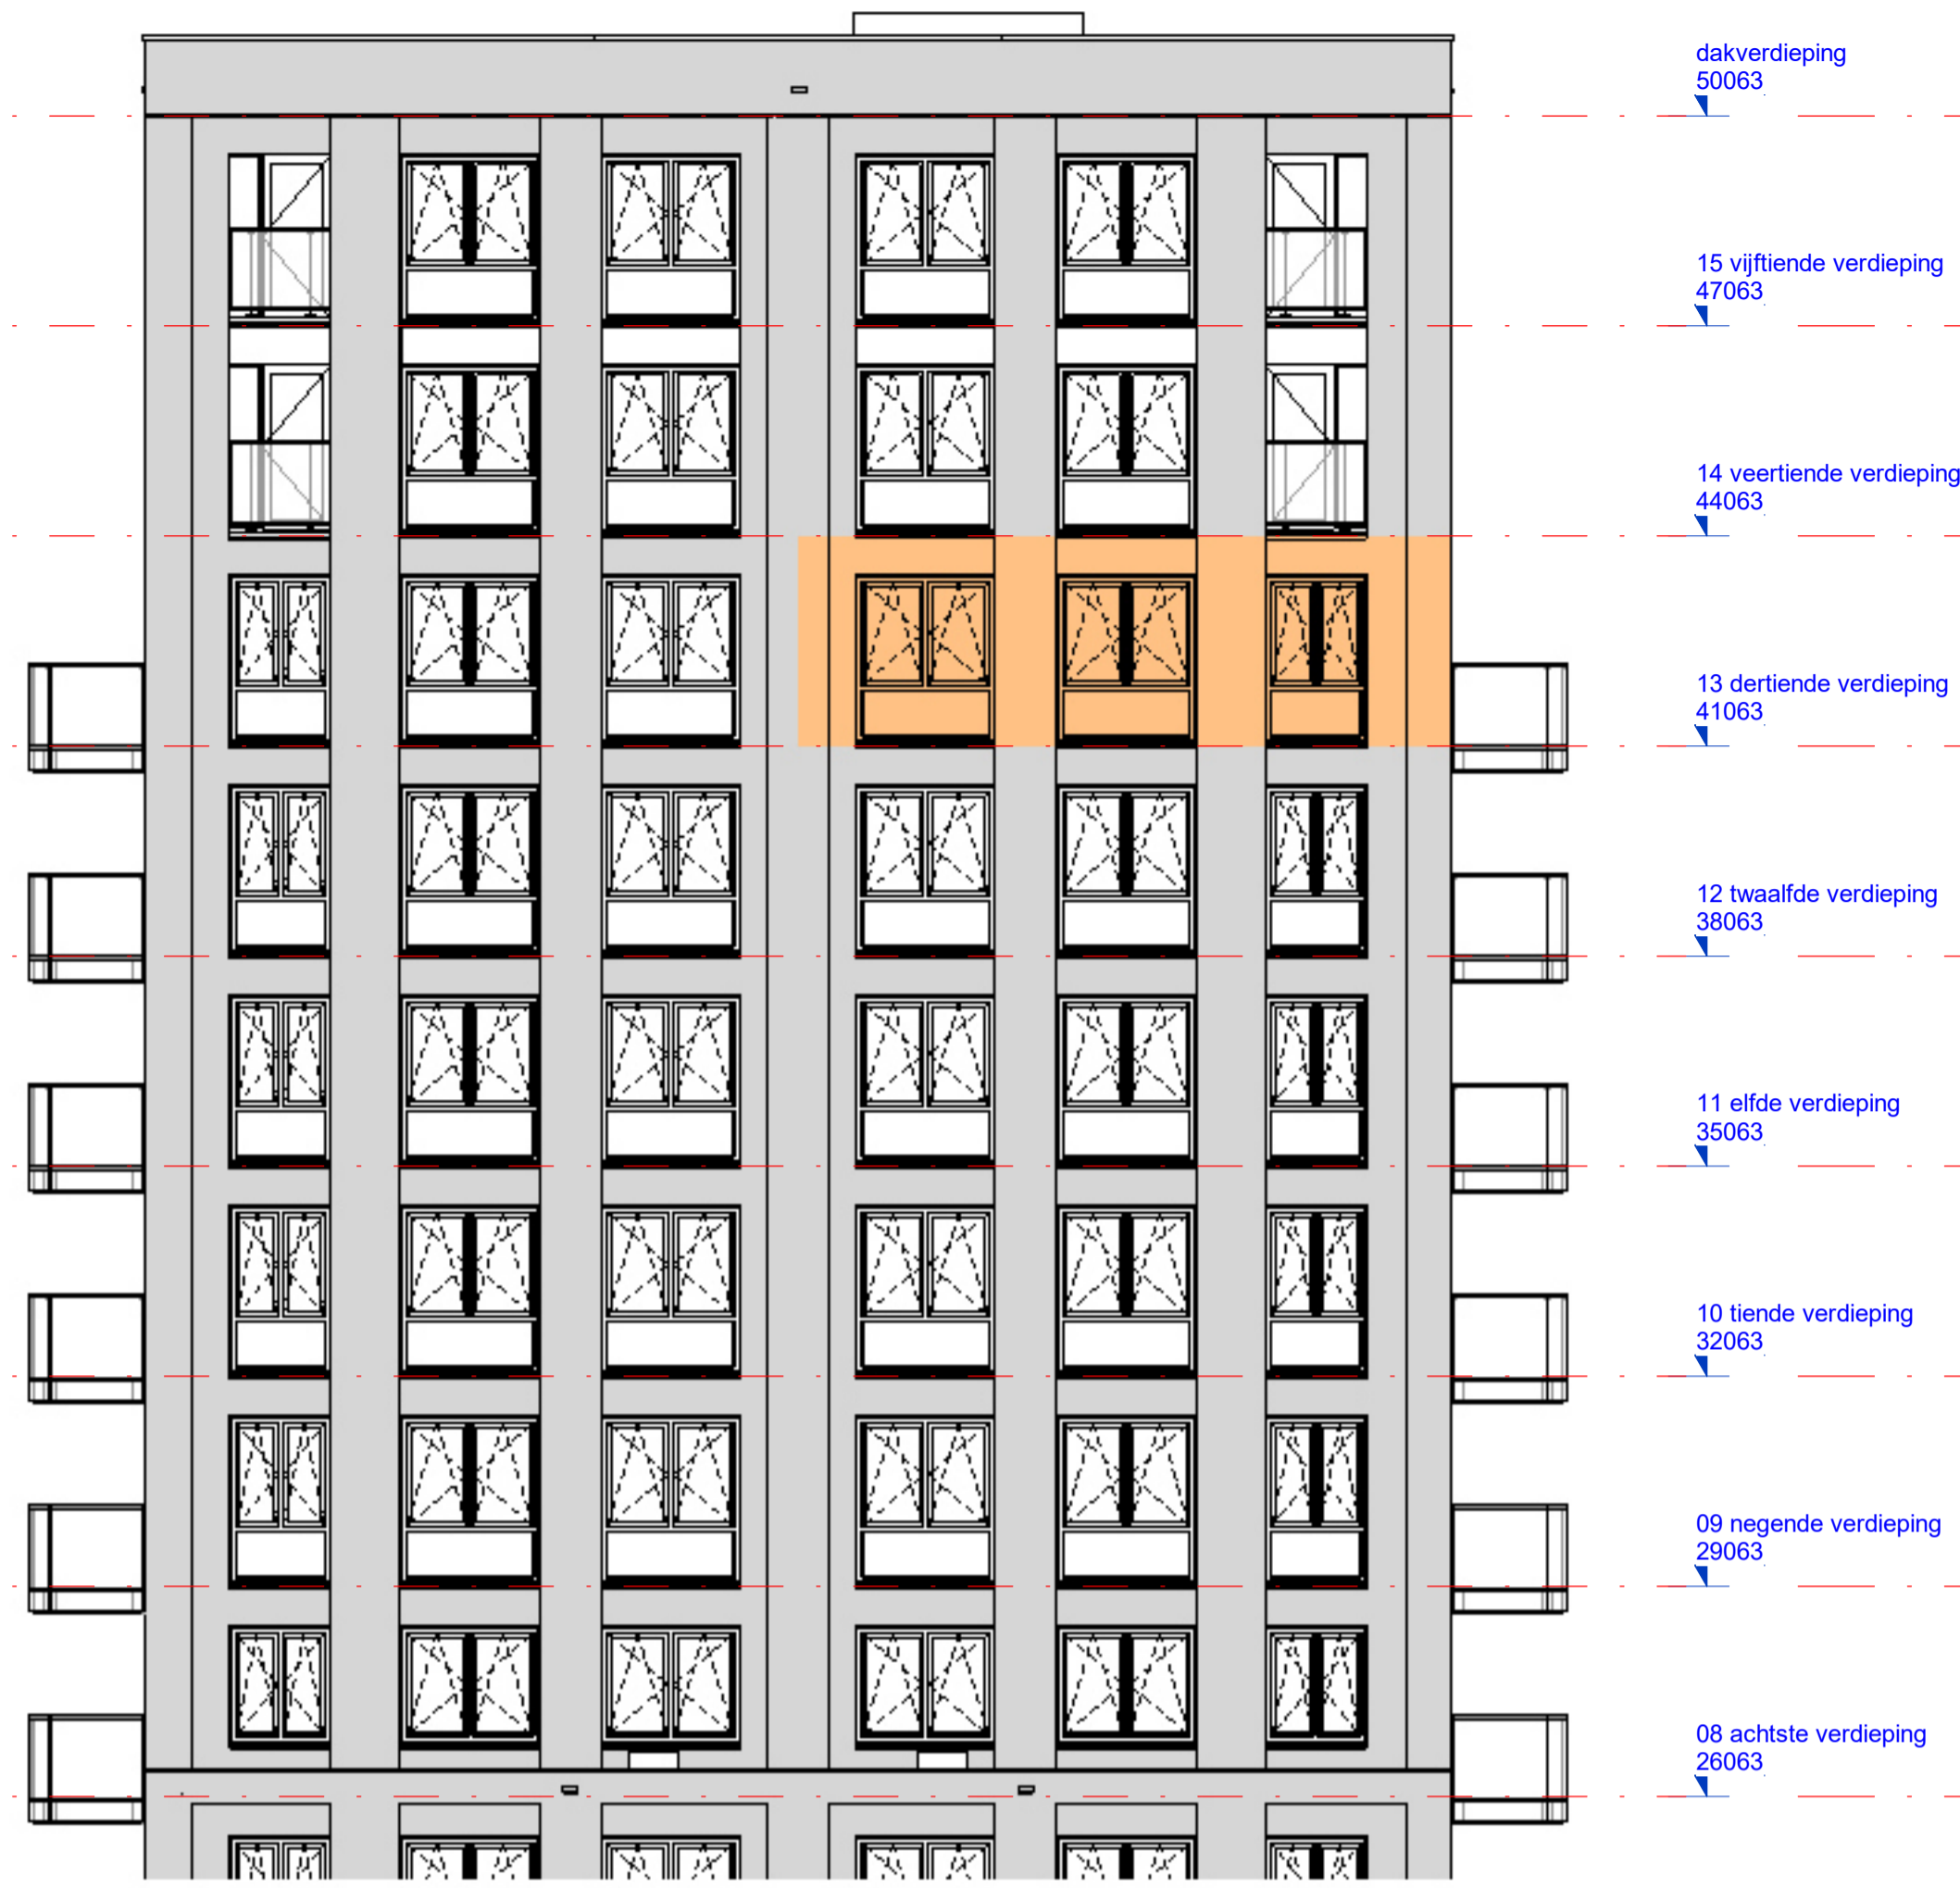 dakverdieping
50063
15 vijftiende verdieping
47063
14 veertiende verdieping
44063
13 dertiende verdieping
41063
12 twaalfde verdieping
38063
11 elfde verdieping
35063
10 tiende verdieping
32063
09 negende verdieping
29063
08 achtste verdieping
26063